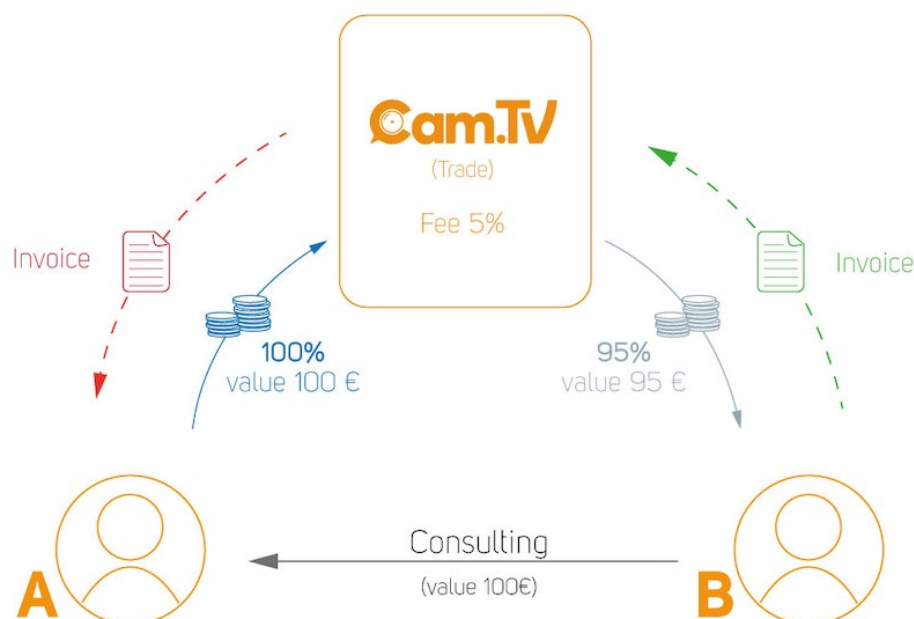 Cam.TV
(Trade)
Fee 5%
Invoice
Invoice
100%
value 100 €
95%
value 95 €
Consulting
(value 100€)
A
B